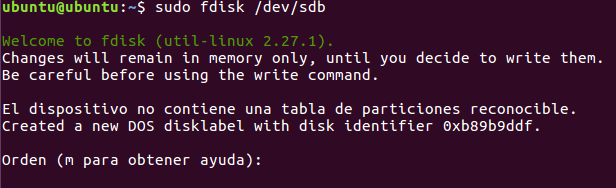 ubuntu@ubuntu:~$ sudo fdisk /dev/sdb
Welcome to fdisk (util-linux 2.27.1).
Changes will remain in memory only, until you decide to write them.
Be careful before using the write command.
El dispositivo no contiene una tabla de particiones reconocible.
Created a new DOS disklabel with disk identifier 0xb89b9ddf.
Orden (m para obtener ayuda):